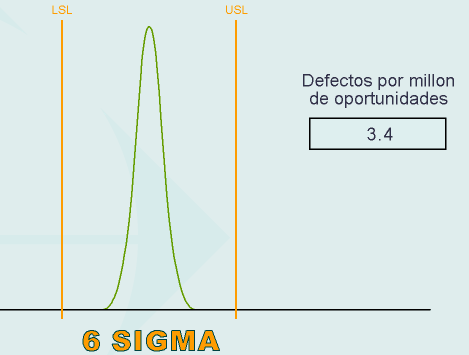 LSL
USL
Defectos por millon
de oportunidades
3.4
6 SIGMA